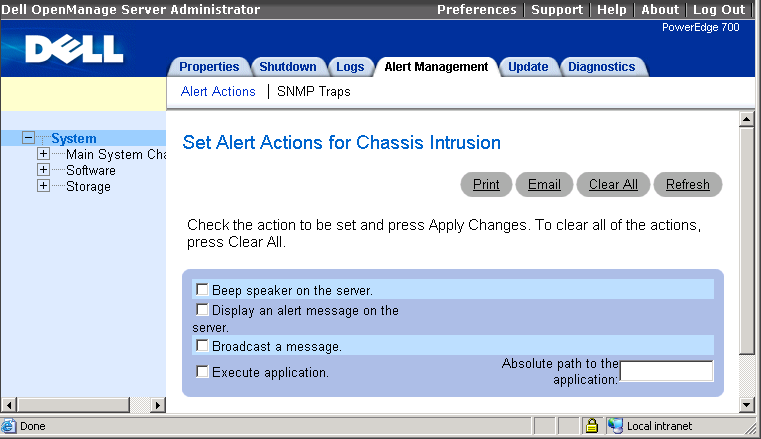 Dell OpenManage Server Administrator
Preferences | Support | Help | About | Log Out
PowerEdge 700
DELL
Properties Shutdown Logs Alert Management Update Diagnostics
Alert Actions | SNMP Traps
System
Main System Cha
Software
Storage
Set Alert Actions for Chassis Intrusion
Print Email Clear All Refresh
Check the action to be set and press Apply Changes. To clear all of the actions,
press Clear All.
Beep speaker on the server.
Display an alert message on the
server.
Broadcast a message.
Execute application.
Absolute path to the
application:
Done
Local intranet